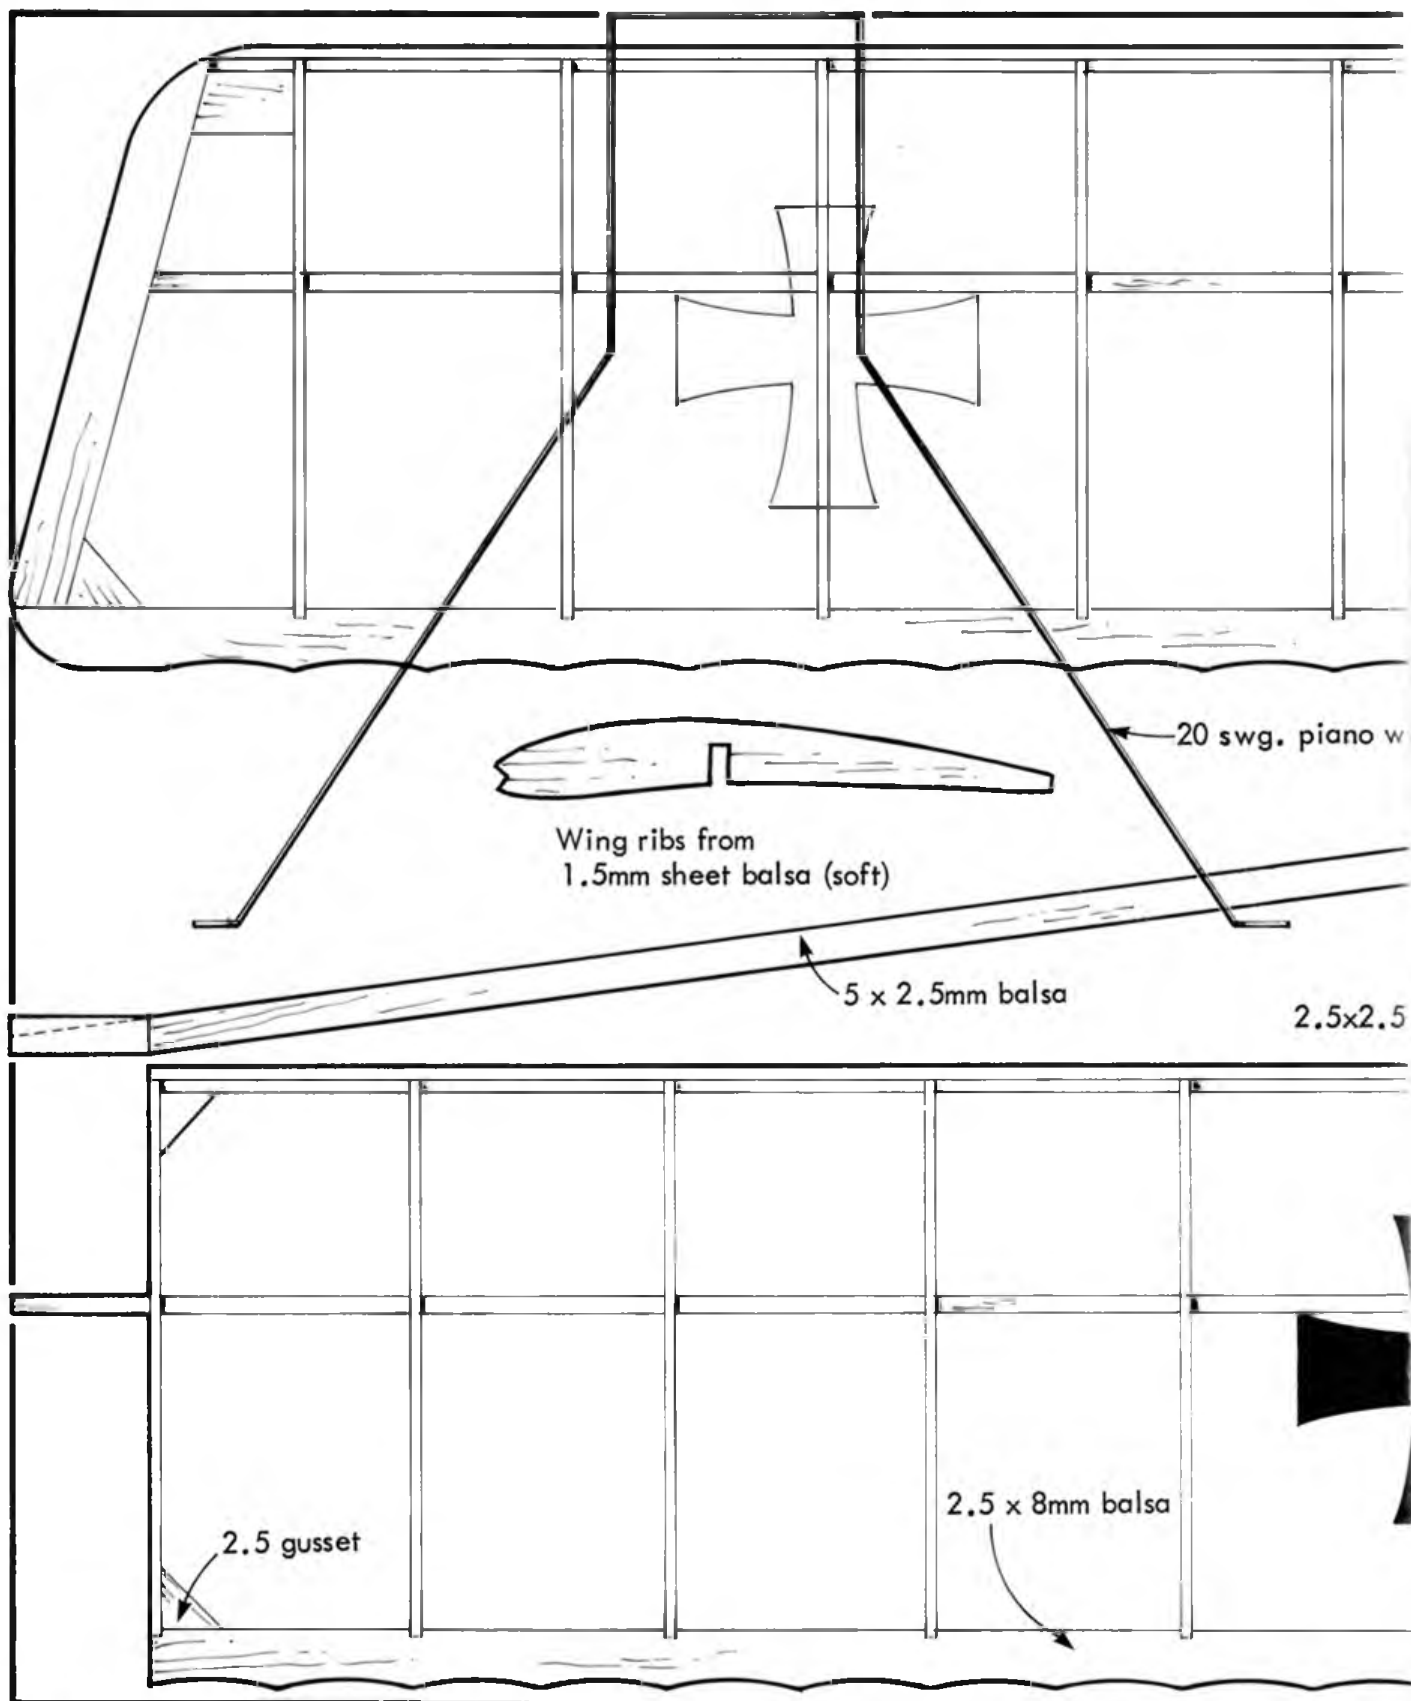 20 swg. piano w
Wing ribs from
1.5mm sheet balsa (soft)
5 x 2.5mm balsa
2.5x2.5
2.5 x 8mm balsa
2.5 gusset